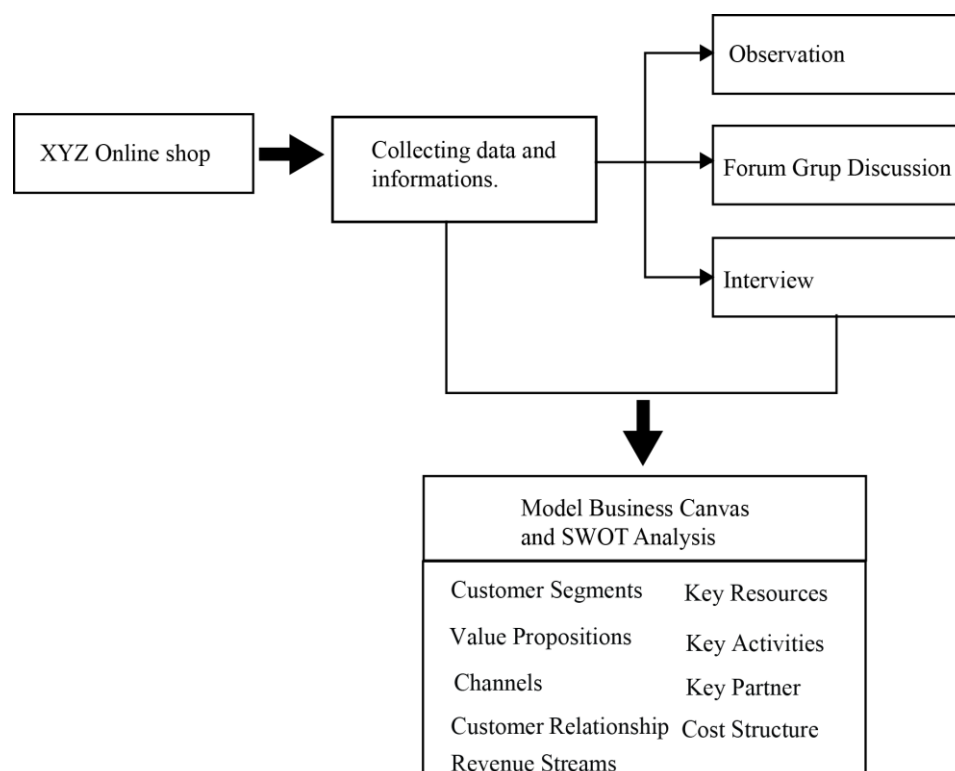 Observation
XYZ Online shop
Collecting data and
informations.
Forum Grup Discussion
Interview
Model Business Canvas
and SWOT Analysis
Customer Segments
Key Resources
Value Propositions
Key Activities
Channels
Key Partner
Customer Relationship
Cost Structure
Revenue Streams